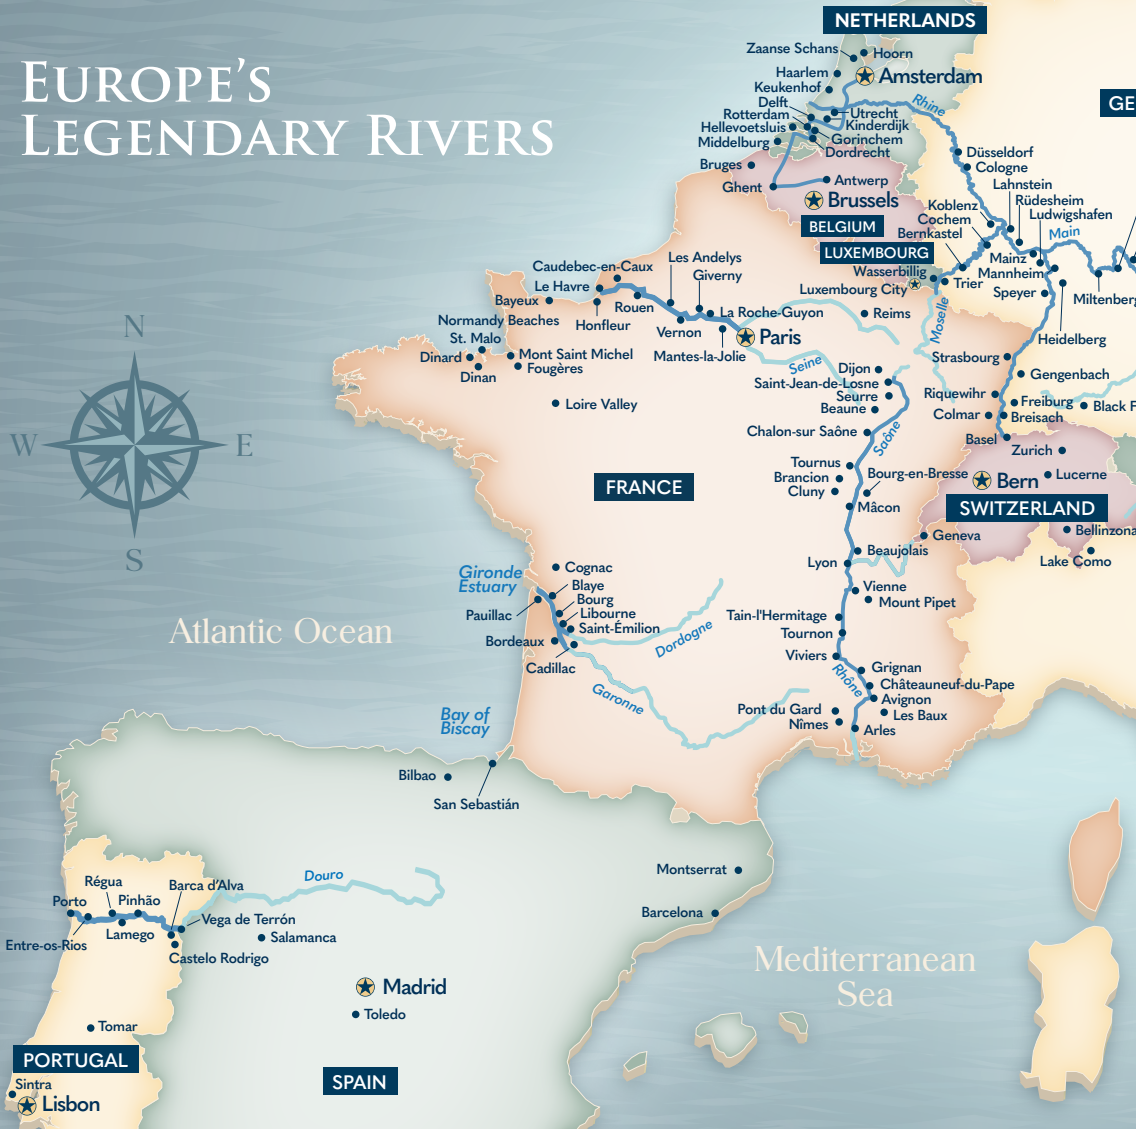 EUROPE'S
LEGENDARY RIVERS
NETHERLANDS
Zaanse Schans
Hoorn
Haarlem
Amsterdam
Keukenhof
GE
Delft
Rhine
Rotterdam
Utrecht
Hellevoetsluis
Kinderdijk
Middelburg
Gorinchem
Dordrecht
Düsseldorf
Bruges
Cologne
Ghent
Antwerp
Lahnstein
Brussels
Rüdesheim
Koblenz
Ludwigshafen
Cochem
BELGIUM
Bernkastel
Main
LUXEMBOURG
Mainz
Wasserbillig
Mannheim
Trier
Luxembourg City
Speyer
Miltenberg
Moselle
Heidelberg
Les Andelys
Caudebec-en-Caux
Giverny
Le Havre
Bayeux
Rouen
La Roche-Guyon
Reims
Normandy Beaches
Honfleur
Vernon
Paris
St. Malo
Mantes-la-Jolie
Dinard
Mont Saint Michel
Fougères
Dinan
Seine
Strasbourg
Dijon
Gengenbach
Saint-Jean-de-Losne
Seurre
Riquewihr
Beaune
Freiburg
Black F
Loire Valley
Colmar
Breisach
Chalon-sur Saône
Saône
Basel
Zurich
Tournus
Bourg-en-Bresse
Lucerne
Brancion
Bern
Cluny
FRANCE
Mâcon
SWITZERLAND
Geneva
Bellinzona
Beaujolais
Lake Como
Lyon
N
W
E
S
Cognac
Gironde
Estuary
Blaye
Vienne
Bourg
Mount Pipet
Pauillac
Libourne
Tain-l'Hermitage
Saint-Émilion
Tournon
Atlantic Ocean
Bordeaux
Dordogne
Viviers
Cadillac
Grignan
Rhône
Châteauneuf-du-Pape
Garonne
Avignon
Pont du Gard
Les Baux
Nîmes
Arles
Bay of
Biscay
Bilbao
San Sebastián
Montserrat
Barcelona
Régua
Barca d'Alva
Douro
Porto
Pinhão
Vega de Terrón
Entre-os-Rios
Lamego
Salamanca
Castelo Rodrigo
Mediterranean
Sea
Madrid
Toledo
Tomar
PORTUGAL
SPAIN
Sintra
Lisbon